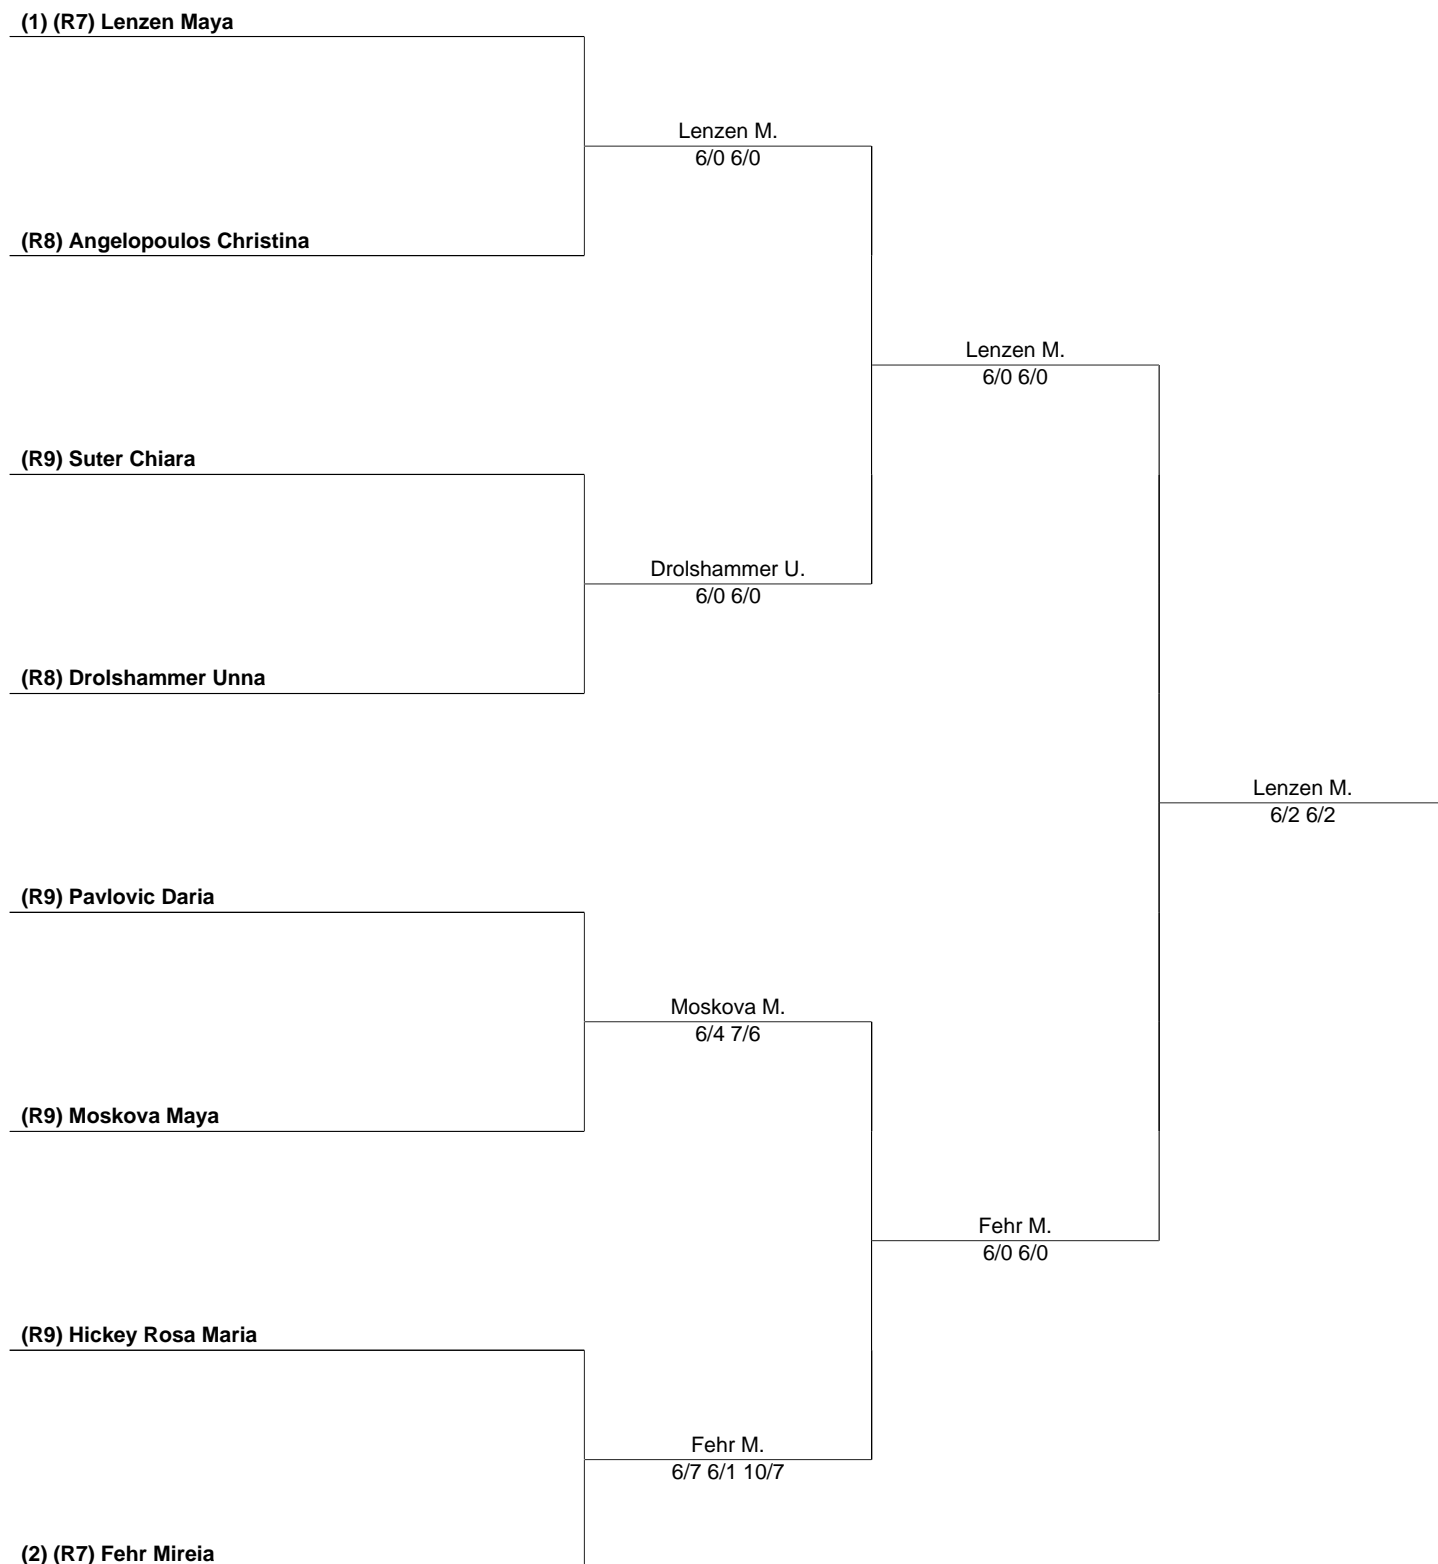 (1) (R7) Lenzen Maya
Lenzen M.
6/0 6/0
(R8) Angelopoulos Christina
Lenzen M.
6/0 6/0
(R9) Suter Chiara
Drolshammer U.
6/0 6/0
(R8) Drolshammer Unna
Lenzen M.
6/2 6/2
(R9) Pavlovic Daria
Moskova M.
6/4 7/6
(R9) Moskova Maya
Fehr M.
6/0 6/0
(R9) Hickey Rosa Maria
Fehr M.
6/7 6/1 10/7
(2) (R7) Fehr Mireia